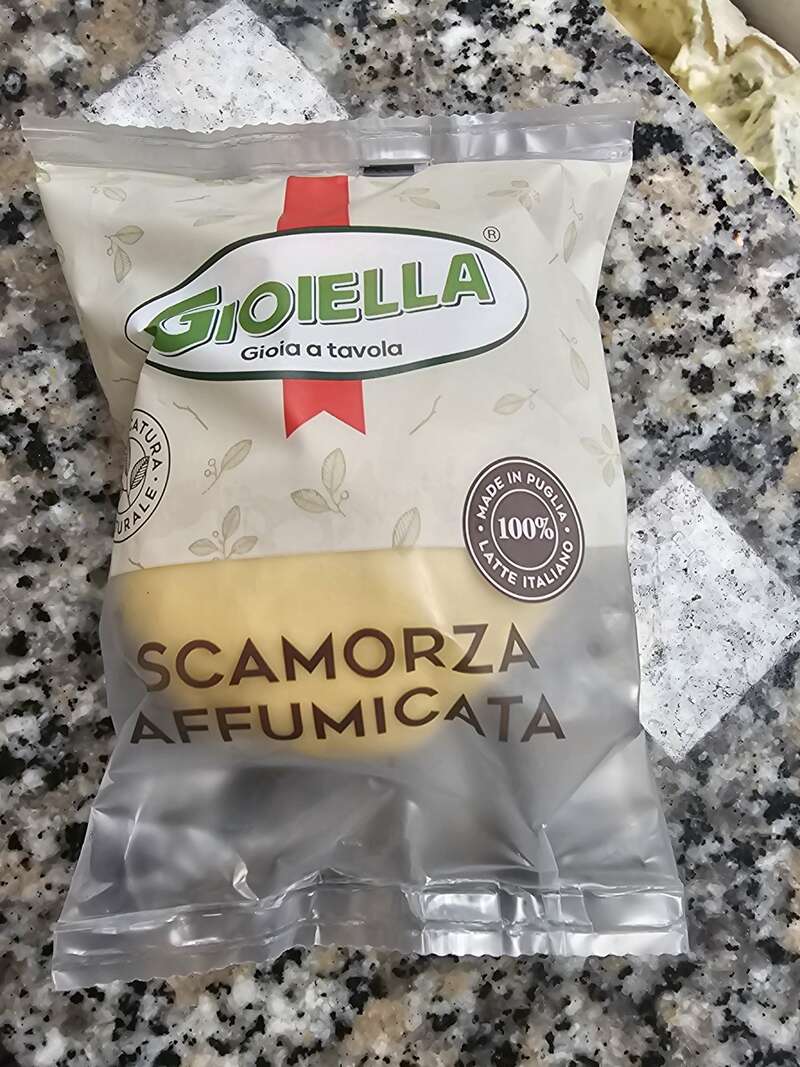 GIOIELLA
®
Gioia a tavola
MADE IN PUGLIA
100%
LATTE ITALIANO
SCAMORZA
AFFUMICATA